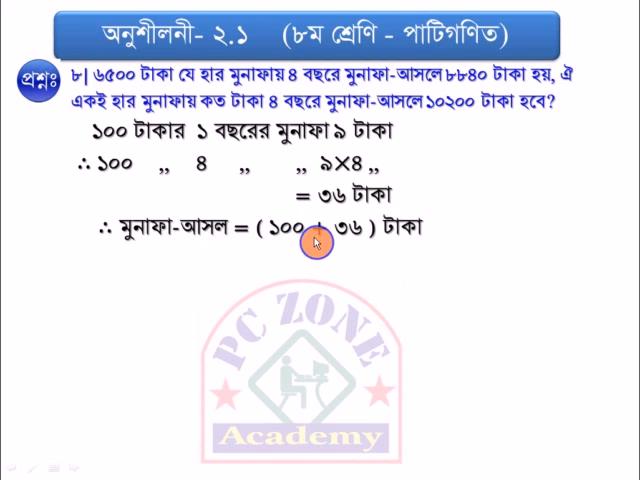 অনুশীলনী- ২.১ (৮ম শ্রেণি - পাটিগণিত)
প্রশ্নঃ
৮| ৬৫০০ টাকা যে হার মুনাফায় ৪ বছরে মুনাফা-আসলে ৮৮৪০ টাকা হয়, ঐ
একই হার মুনাফায় কত টাকা ৪ বছরে মুনাফা-আসলে ১০২০০ টাকা হবে?
১০০ টাকার ১ বছরের মুনাফা ৯ টাকা
∴ ১০০ ,, ৪ ,, ,, ৯×৪ ,,
= ৩৬ টাকা
∴ মুনাফা-আসল = ( ১০০ + ৩৬ ) টাকা
PC ZONE
Academy